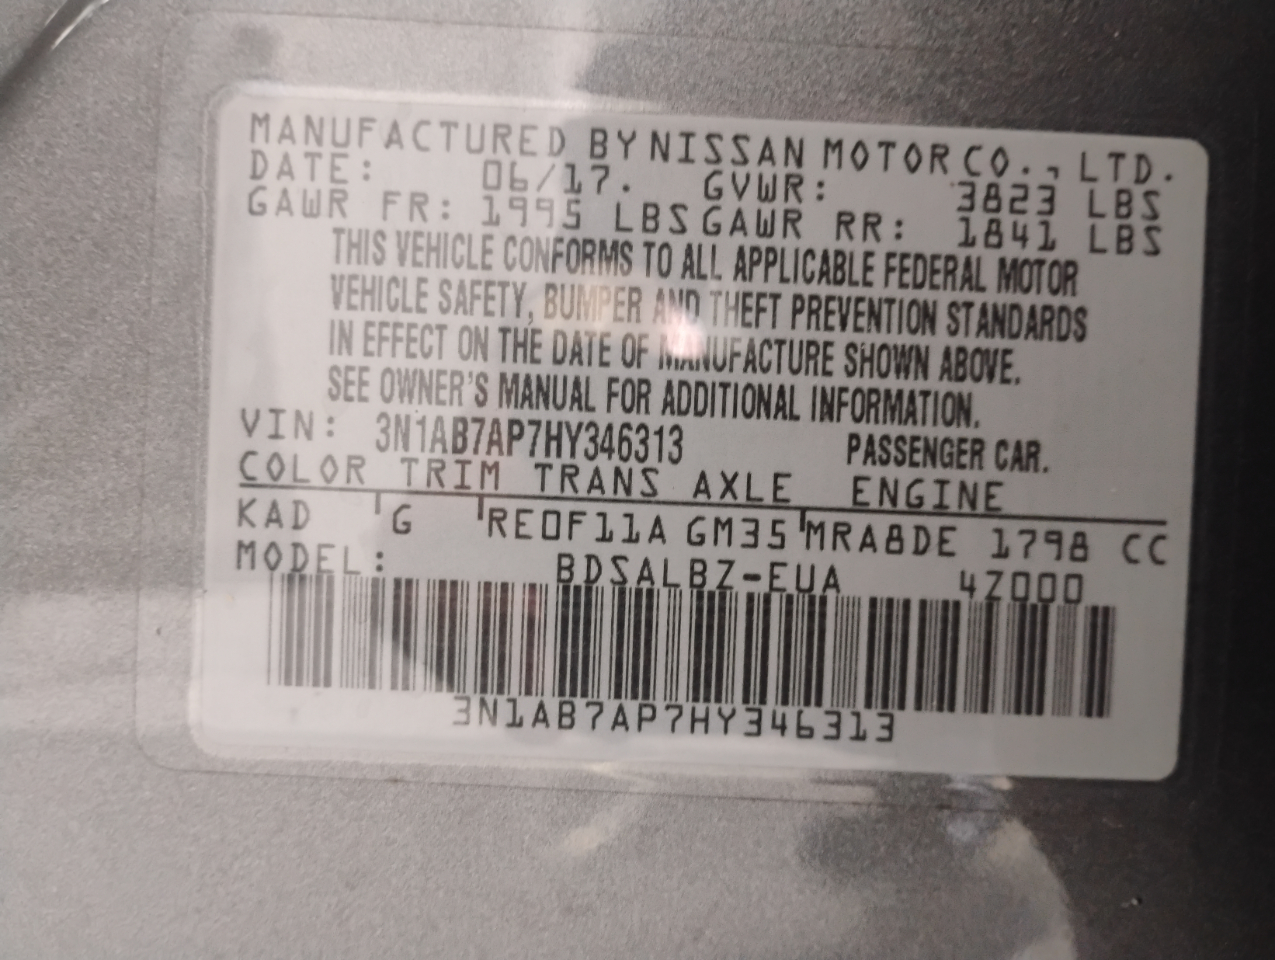 MANUFACTURED BY NISSAN MOTOR CO., LTD.
DATE: 06/17. GVWR: 3823 LBS
GAWR FR: 1995 LBS GAWR RR: 1841 LBS
THIS VEHICLE CONFORMS TO ALL APPLICABLE FEDERAL MOTOR
VEHICLE SAFETY, BUMPER AND THEFT PREVENTION STANDARDS
IN EFFECT ON THE DATE OF MANUFACTURE SHOWN ABOVE.
SEE OWNER'S MANUAL FOR ADDITIONAL INFORMATION.
VIN: 3N1AB7AP7HY346313 PASSENGER CAR.
COLOR TRIM TRANS AXLE ENGINE
KAD G RE0F11A GM35 MRA8DE 1798 CC
MODEL: BDSALBZ-EUA 4Z000
3N1AB7AP7HY346313